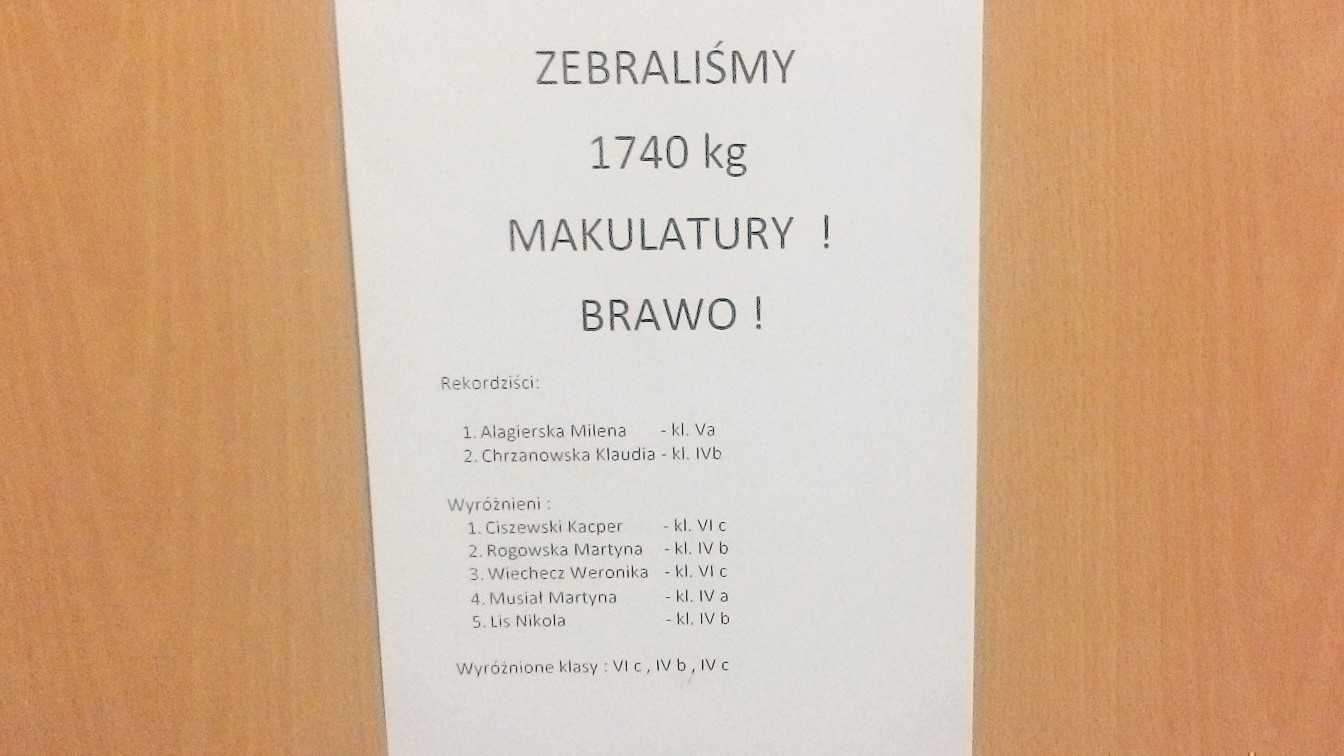 ZEBRALIŚMY
1740 kg
MAKULATURY !
BRAWO !
Rekordziści:
1. Alagierska Milena - kl. Va
2. Chrzanowska Klaudia - kl. IVb
Wyróżnieni :
1. Ciszewski Kacper - kl. VI c
2. Rogowska Martyna - kl. IV b
3. Wiechecz Weronika - kl. VI c
4. Musiał Martyna - kl. IV a
5. Lis Nikola - kl. IV b
Wyróżnione klasy : VI c , IV b , IV c